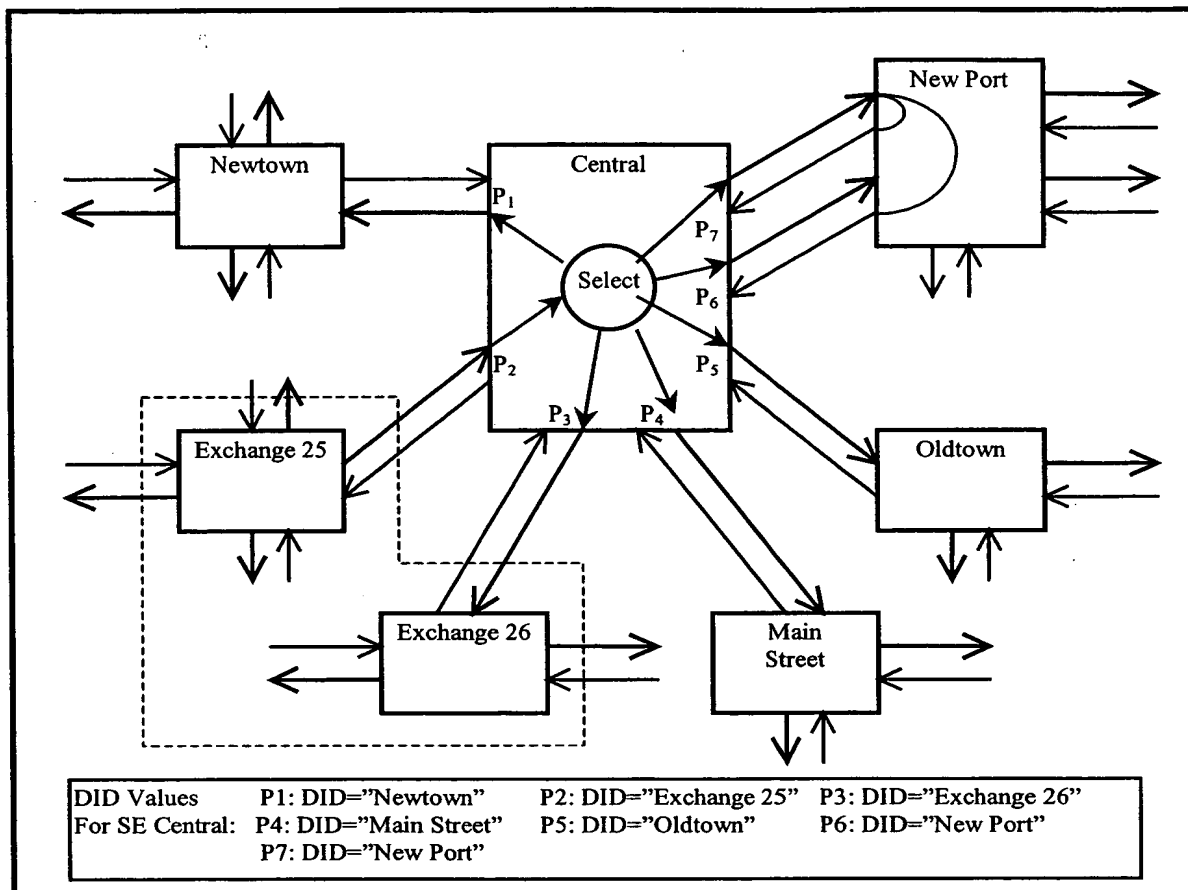 New Port
Newtown
Central
P₁
P₇
Select
P₆
P₂
P₅
P₃
P₄
Exchange 25
Oldtown
Exchange 26
Main
Street
DID Values P1: DID="Newtown" P2: DID="Exchange 25" P3: DID="Exchange 26"
For SE Central: P4: DID="Main Street" P5: DID="Oldtown" P6: DID="New Port"
P7: DID="New Port"